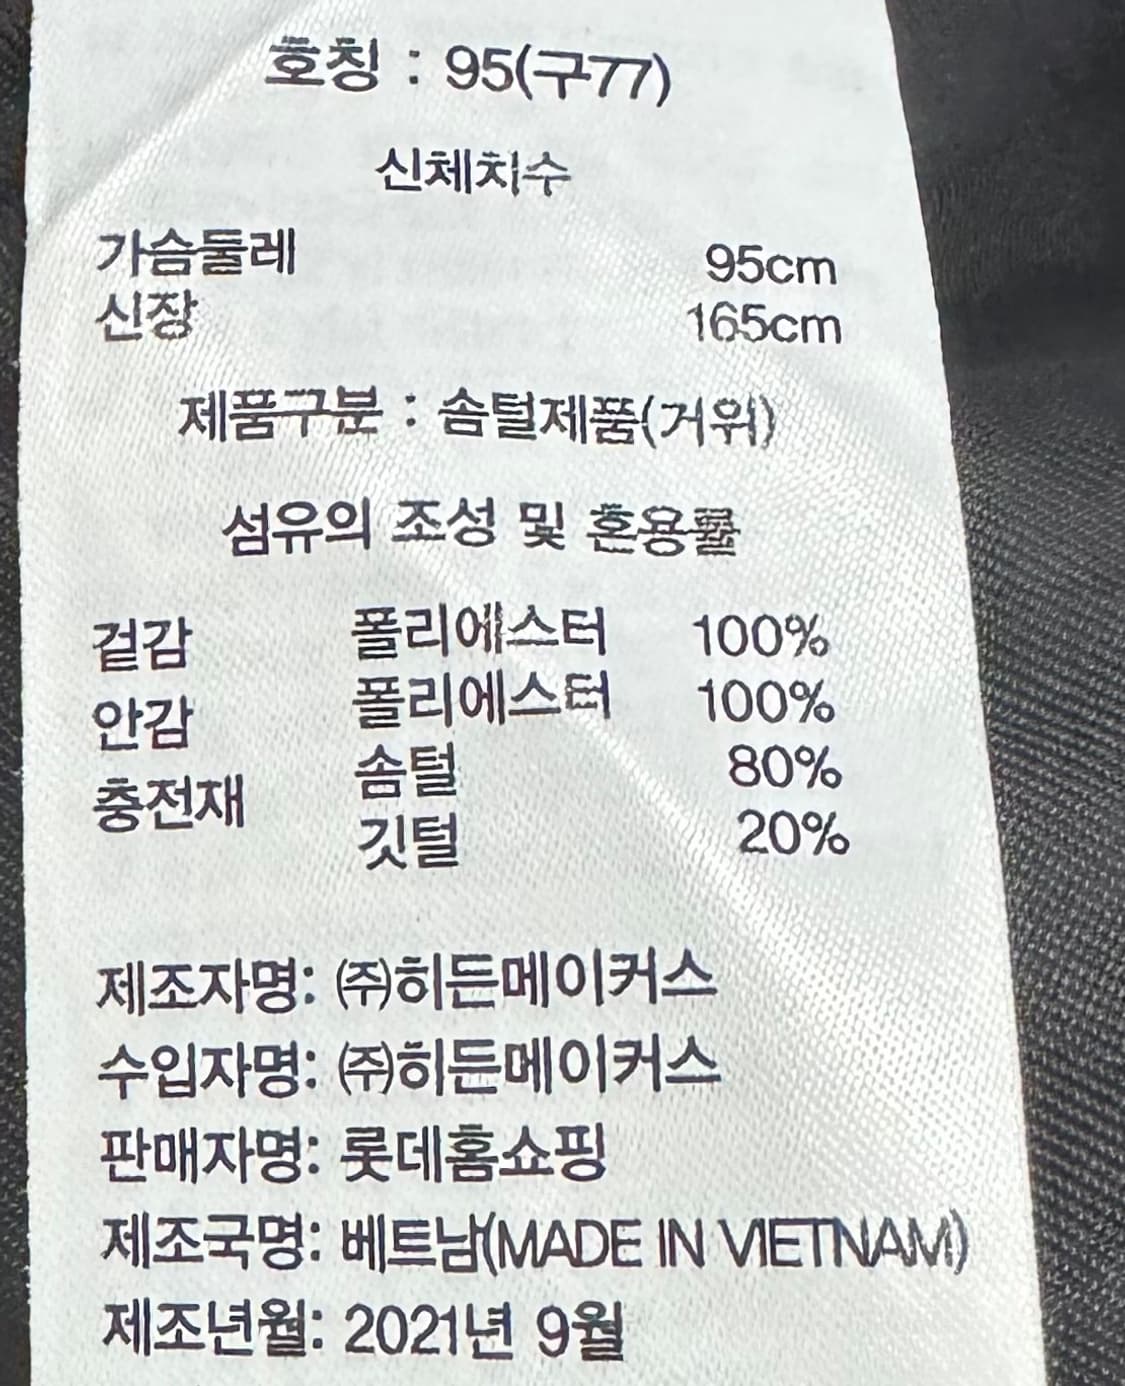 호칭 : 95(구77)
신체치수
가슴둘레 95cm
신장 165cm
제품구분 : 솜털제품(거위)
섬유의 조성 및 혼용률
겉감 폴리에스터 100%
안감 폴리에스터 100%
충전재 솜털 80%
깃털 20%
제조자명: ㈜히든메이커스
수입자명: ㈜히든메이커스
판매자명: 롯데홈쇼핑
제조국명: 베트남(MADE IN VIETNAM)
제조년월: 2021년 9월